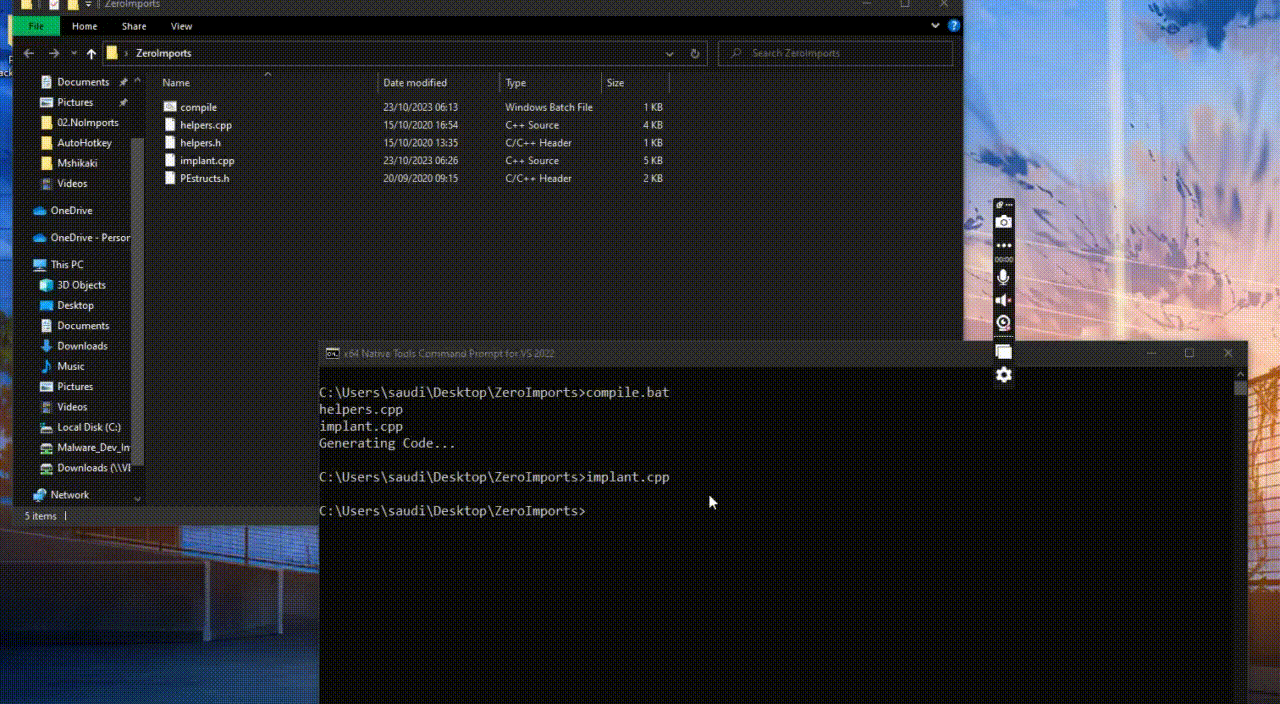 ZeroImports
File Home Share View
ZeroImports
Search ZeroImports
Name Date modified Type Size
compile 23/10/2023 06:13 Windows Batch File 1 KB
helpers.cpp 15/10/2020 16:54 C++ Source 4 KB
helpers.h 15/10/2020 13:35 C/C++ Header 1 KB
implant.cpp 23/10/2023 06:26 C++ Source 5 KB
PEstructs.h 20/09/2020 09:15 C/C++ Header 2 KB
Documents
Pictures
02.NoImports
AutoHotkey
Mshikaki
Videos
OneDrive
OneDrive - Person
This PC
3D Objects
Desktop
Documents
Downloads
Music
Pictures
Videos
Local Disk (C:)
Malware_Dev_In
Downloads (\\VB
Network
5 items
00:00
x64 Native Tools Command Prompt for VS 2022
C:\Users\saudi\Desktop\ZeroImports>compile.bat
helpers.cpp
implant.cpp
Generating Code...
C:\Users\saudi\Desktop\ZeroImports>implant.cpp
C:\Users\saudi\Desktop\ZeroImports>